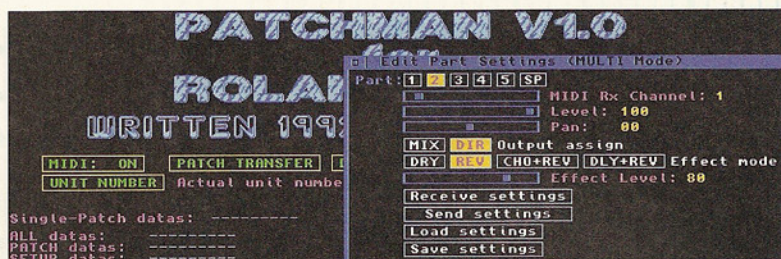 PATCHMAN V1.0
for
ROLA
WRITTEN 199
MIDI: ON
PATCH TRANSFER
UNIT NUMBER
Actual unit numbe
Single-Patch datas: ---------
ALL datas: ---------
PATCH datas: ---------
SETUP datas: ---------
Edit Part Settings (MULTI Mode)
Part: 1 2 3 4 5 SP
MIDI Rx Channel: 1
Level: 100
Pan: 00
MIX DIR Output assign
DRY REV CHO+REV DLY+REV Effect mode
Effect Level: 80
Receive settings
Send settings
Load settings
Save settings